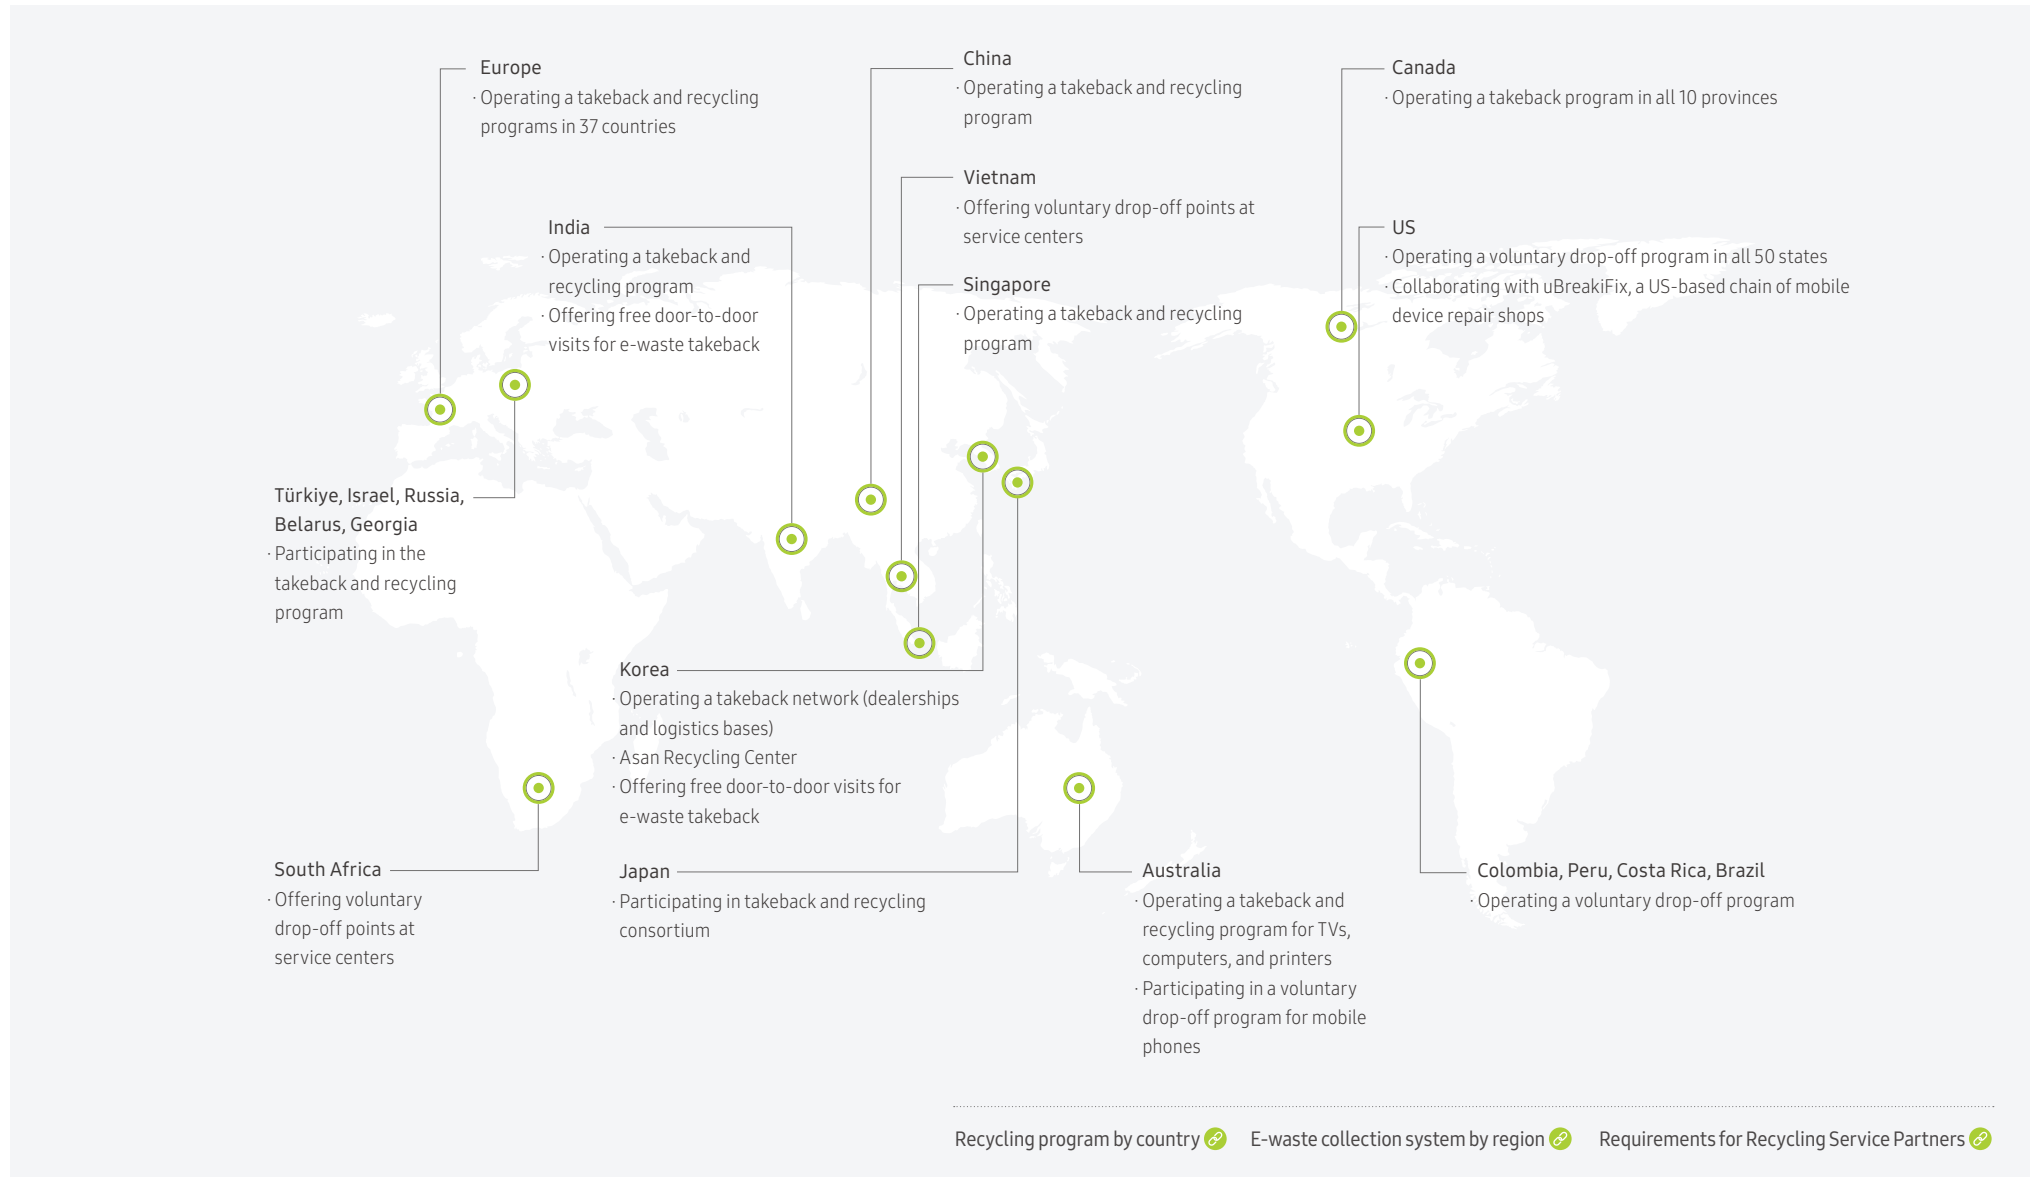 Europe
· Operating a takeback and recycling
programs in 37 countries
China
· Operating a takeback and recycling
program
Canada
· Operating a takeback program in all 10 provinces
Vietnam
· Offering voluntary drop-off points at
service centers
India
· Operating a takeback and
recycling program
· Offering free door-to-door
visits for e-waste takeback
US
· Operating a voluntary drop-off program in all 50 states
· Collaborating with uBreakiFix, a US-based chain of mobile
device repair shops
Singapore
· Operating a takeback and recycling
program
Türkiye, Israel, Russia,
Belarus, Georgia
· Participating in the
takeback and recycling
program
Korea
· Operating a takeback network (dealerships
and logistics bases)
· Asan Recycling Center
· Offering free door-to-door visits for
e-waste takeback
South Africa
· Offering voluntary
drop-off points at
service centers
Japan
· Participating in takeback and recycling
consortium
Australia
· Operating a takeback and
recycling program for TVs,
computers, and printers
· Participating in a voluntary
drop-off program for mobile
phones
Colombia, Peru, Costa Rica, Brazil
· Operating a voluntary drop-off program
Recycling program by country
E-waste collection system by region
Requirements for Recycling Service Partners